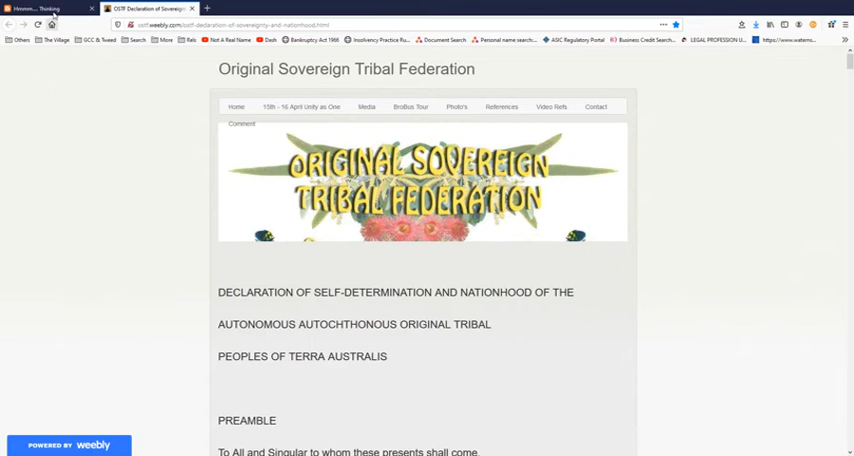 Hmmm.... Thinking
OSTF Declaration of Sovereignty
ostf.weebly.com/ostf-declaration-of-sovereignty-and-nationhood.html
Others The Village GCC & Tweed Search More Rels Not A Real Name Dash Bankruptcy Act 1966 Insolvency Practice Ru... Document Search Personal name search... ASIC Regulatory Portal Business Credit Search... LEGAL PROFESSION U... https://www.waterns...
Original Sovereign Tribal Federation
Home 15th - 16 April Unity as One Media BroBus Tour Photo's References Video Refs Contact
Comment
ORIGINAL SOVEREIGN
TRIBAL FEDERATION
DECLARATION OF SELF-DETERMINATION AND NATIONHOOD OF THE
AUTONOMOUS AUTOCHTHONOUS ORIGINAL TRIBAL
PEOPLES OF TERRA AUSTRALIS
PREAMBLE
To All and Singular to whom these presents shall come,
POWERED BY weebly